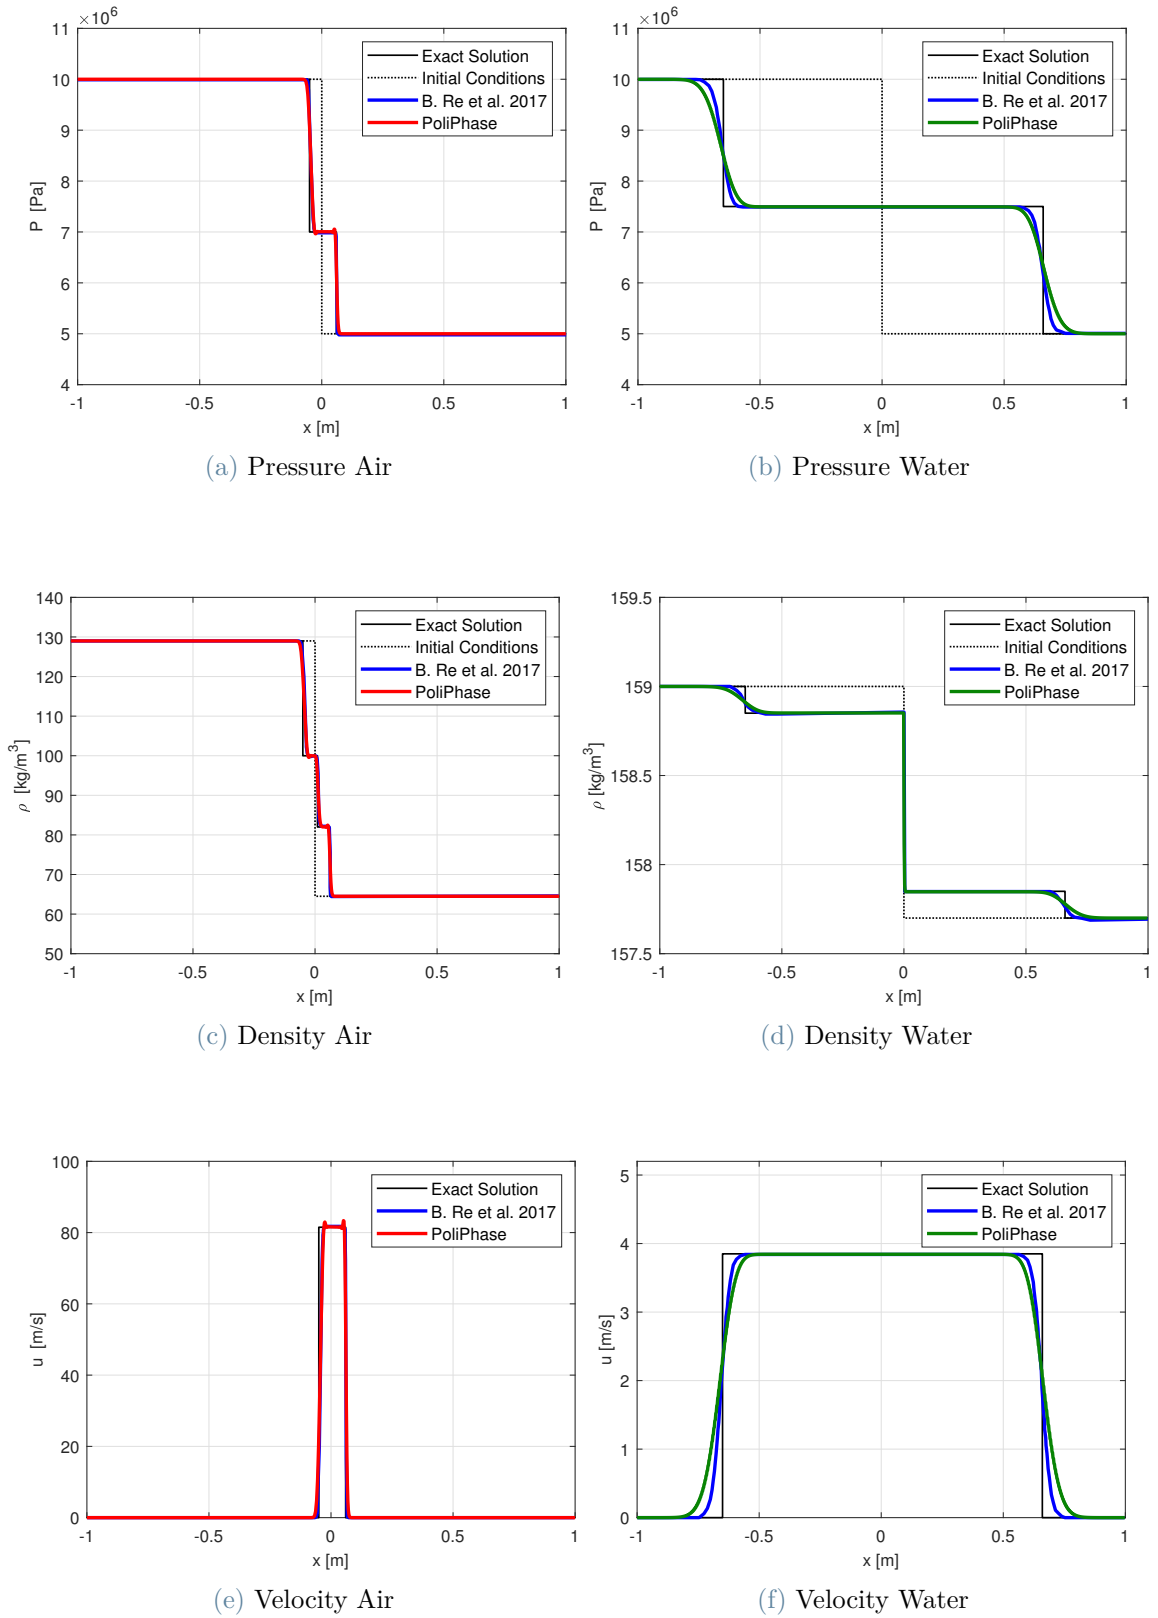 ×10⁶
11
10
9
8
7
6
5
4
P [Pa]
-1 -0.5 0 0.5 1
x [m]
Exact Solution
Initial Conditions
B. Re et al. 2017
PoliPhase
(a) Pressure Air
×10⁶
11
10
9
8
7
6
5
4
P [Pa]
-1 -0.5 0 0.5 1
x [m]
Exact Solution
Initial Conditions
B. Re et al. 2017
PoliPhase
(b) Pressure Water
140
130
120
110
100
90
80
70
60
50
ρ [kg/m³]
-1 -0.5 0 0.5 1
x [m]
Exact Solution
Initial Conditions
B. Re et al. 2017
PoliPhase
(c) Density Air
159.5
159
158.5
158
157.5
ρ [kg/m³]
-1 -0.5 0 0.5 1
x [m]
Exact Solution
Initial Conditions
B. Re et al. 2017
PoliPhase
(d) Density Water
100
80
60
40
20
0
u [m/s]
-1 -0.5 0 0.5 1
x [m]
Exact Solution
B. Re et al. 2017
PoliPhase
(e) Velocity Air
5
4
3
2
1
0
u [m/s]
-1 -0.5 0 0.5 1
x [m]
Exact Solution
B. Re et al. 2017
PoliPhase
(f) Velocity Water